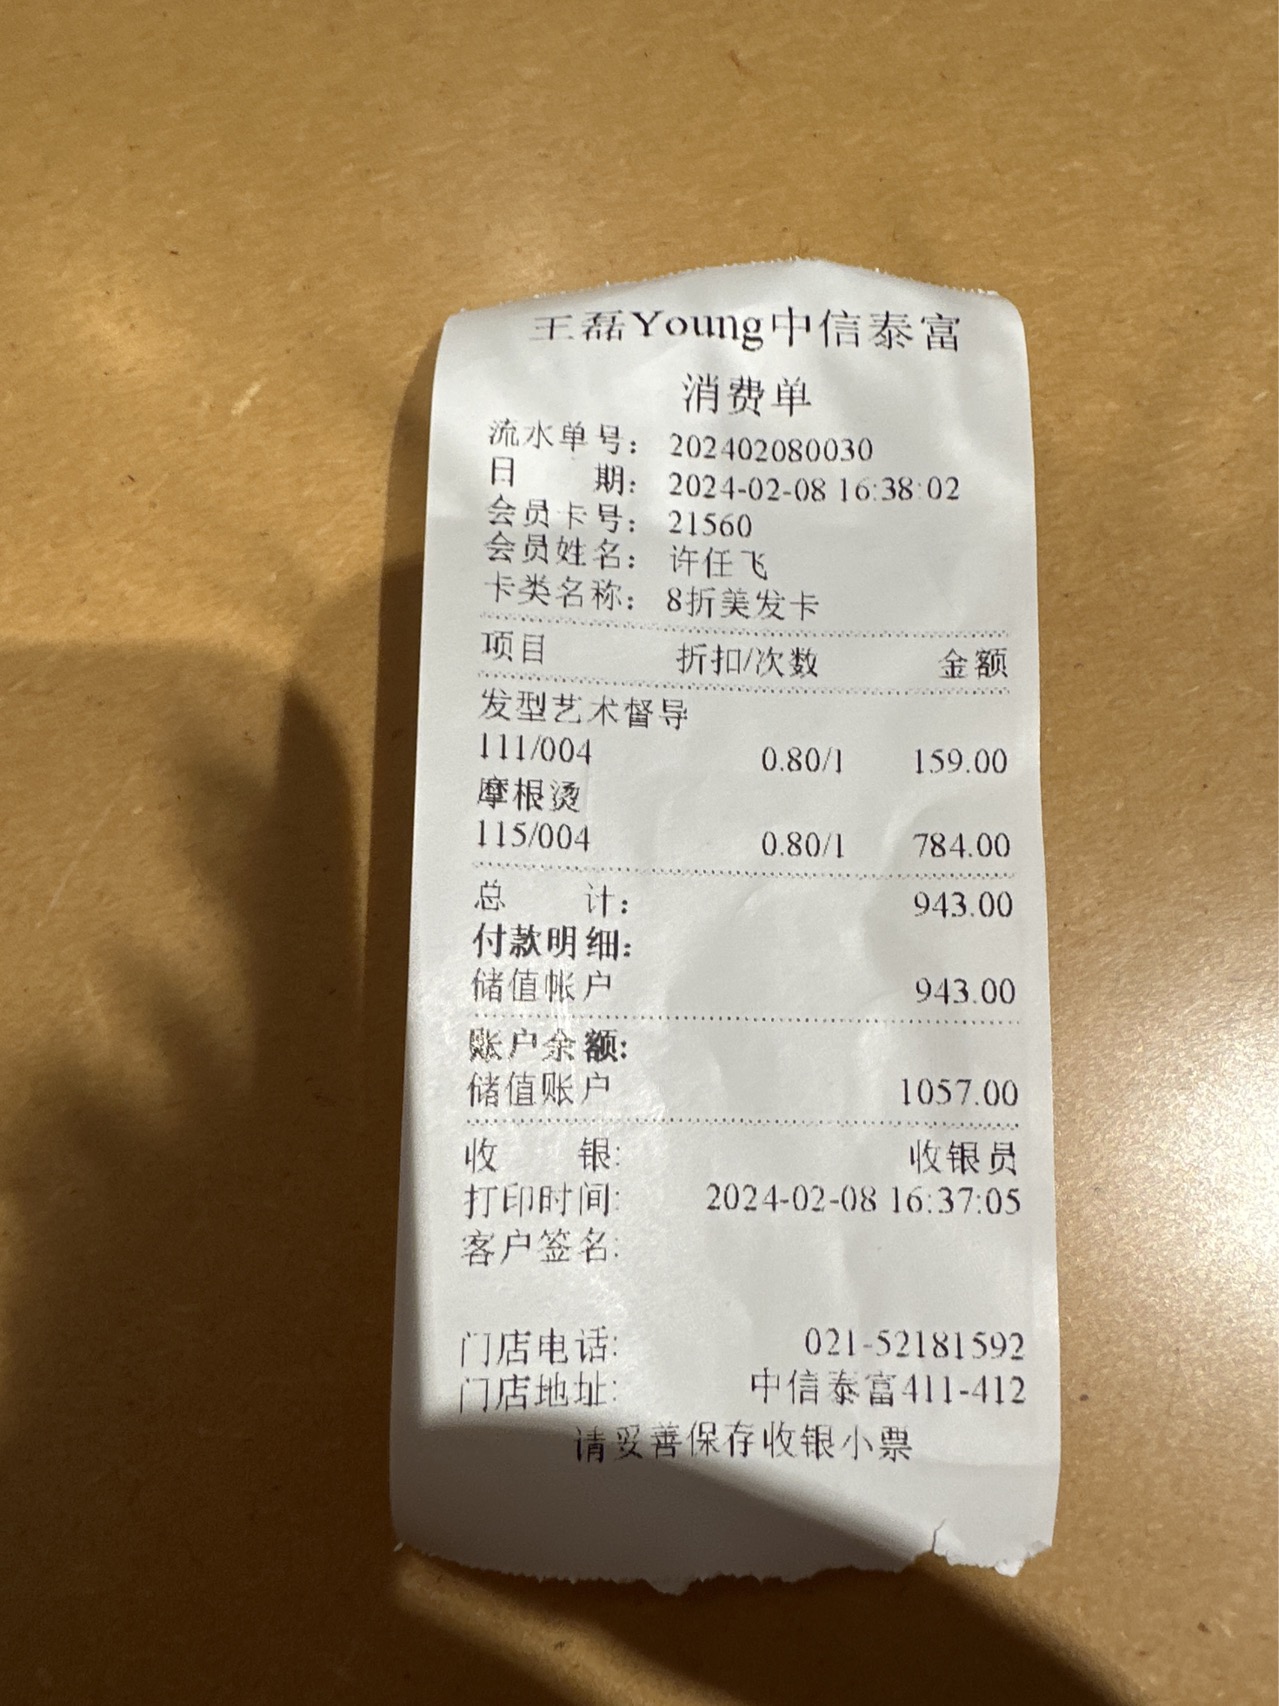 王磊Young中信泰富
消费单
流水单号： 202402080030
日 期： 2024-02-08 16:38:02
会员卡号： 21560
会员姓名： 许任飞
卡类名称： 8折美发卡
项目 折扣/次数 金额
发型艺术督导
111/004 0.80/1 159.00
摩根烫
115/004 0.80/1 784.00
总 计： 943.00
付款明细：
储值帐户 943.00
账户余额:
储值账户 1057.00
收 银: 收银员
打印时间: 2024-02-08 16:37:05
客户签名:
门店电话: 021-52181592
门店地址: 中信泰富411-412
请妥善保存收银小票